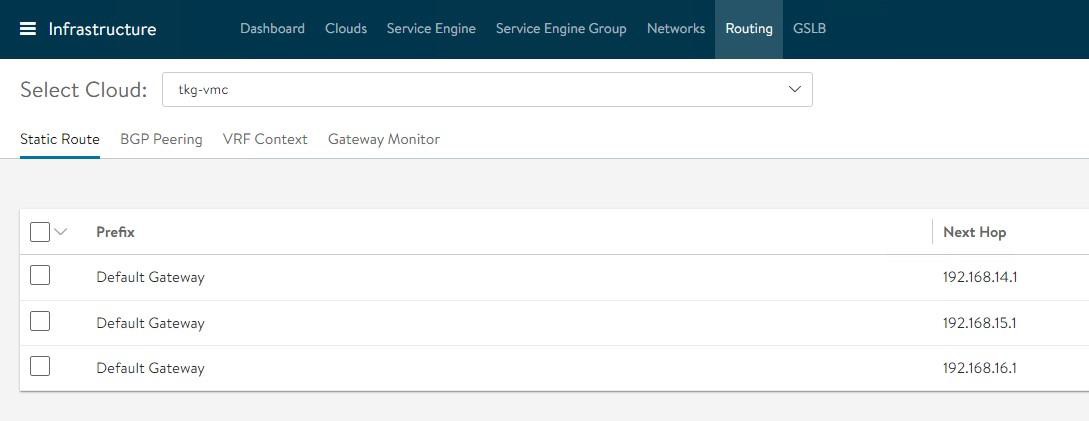 Infrastructure Dashboard Clouds Service Engine Service Engine Group Networks Routing GSLB
Select Cloud: tkg-vmc
Static Route BGP Peering VRF Context Gateway Monitor
Prefix Next Hop
Default Gateway 192.168.14.1
Default Gateway 192.168.15.1
Default Gateway 192.168.16.1